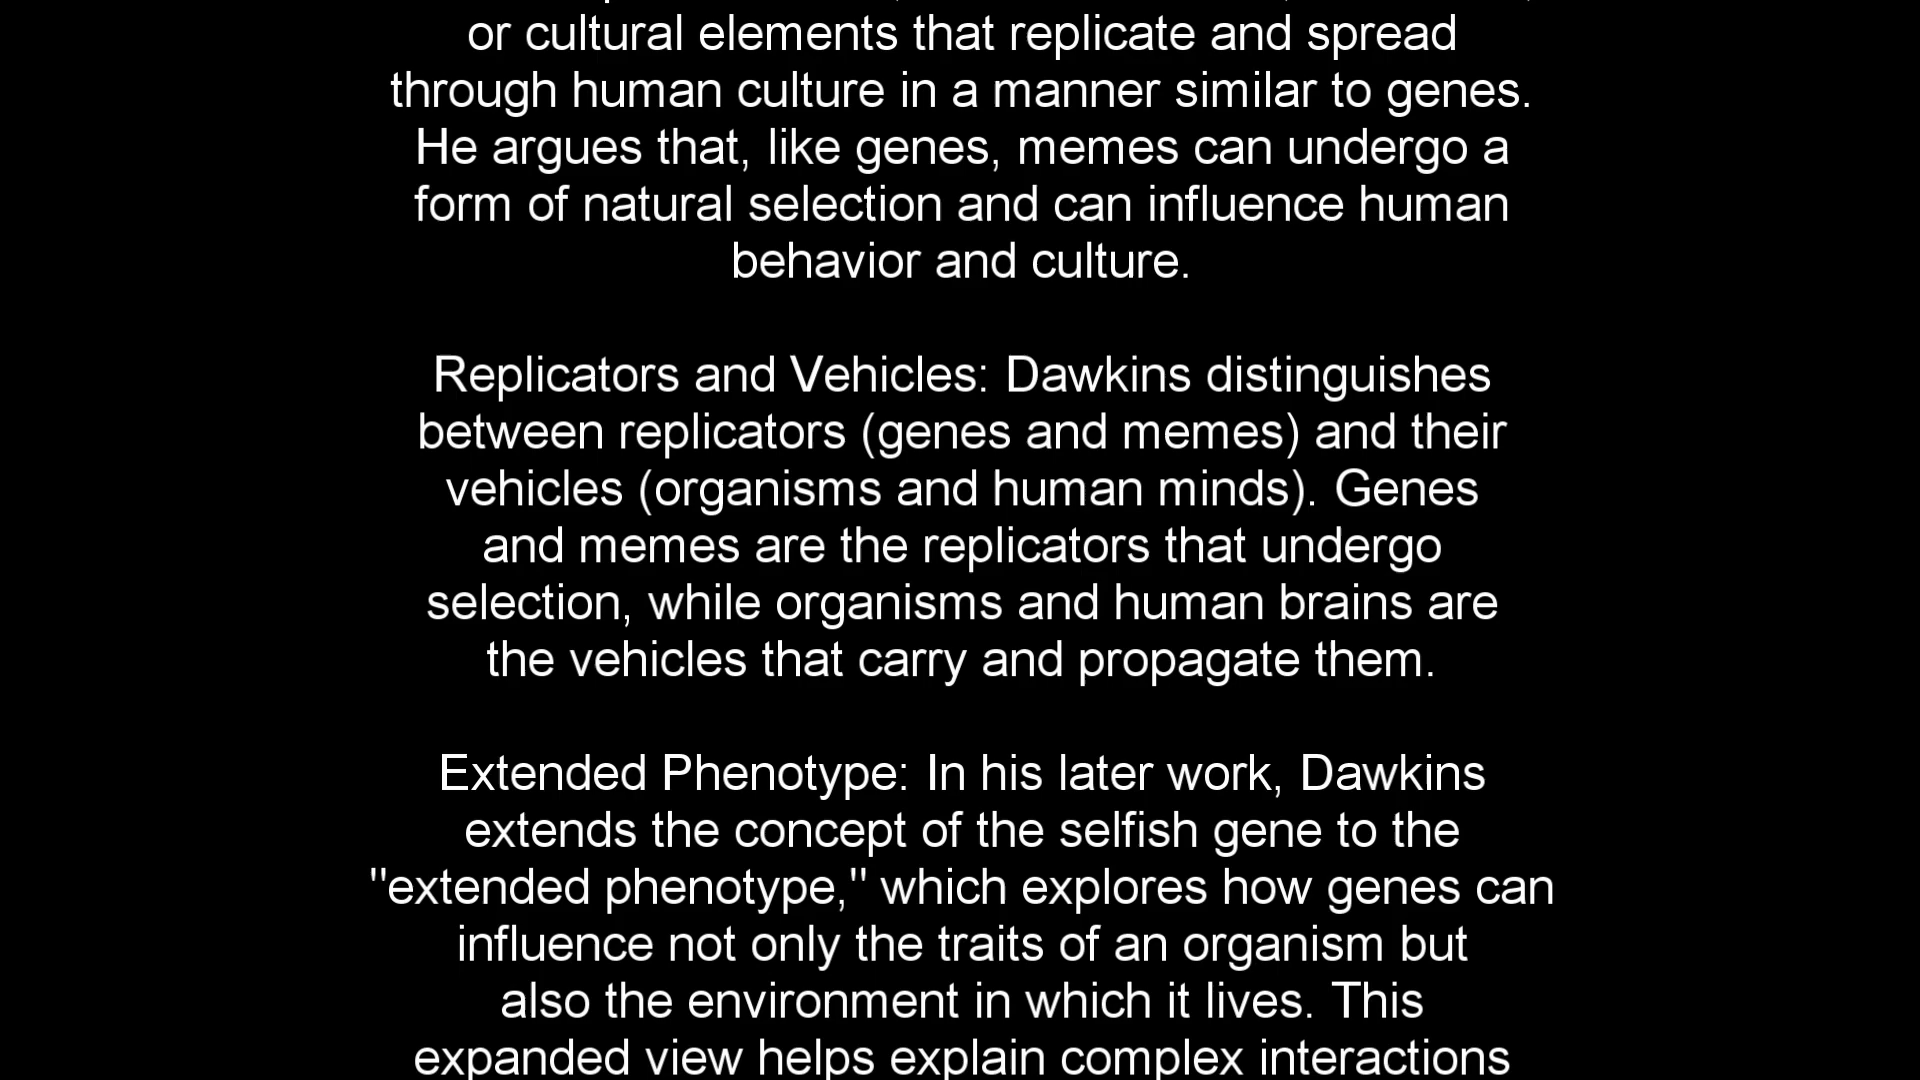 or cultural elements that replicate and spread
through human culture in a manner similar to genes.
He argues that, like genes, memes can undergo a
form of natural selection and can influence human
behavior and culture.
Replicators and Vehicles: Dawkins distinguishes
between replicators (genes and memes) and their
vehicles (organisms and human minds). Genes
and memes are the replicators that undergo
selection, while organisms and human brains are
the vehicles that carry and propagate them.
Extended Phenotype: In his later work, Dawkins
extends the concept of the selfish gene to the
"extended phenotype," which explores how genes can
influence not only the traits of an organism but
also the environment in which it lives. This
expanded view helps explain complex interactions